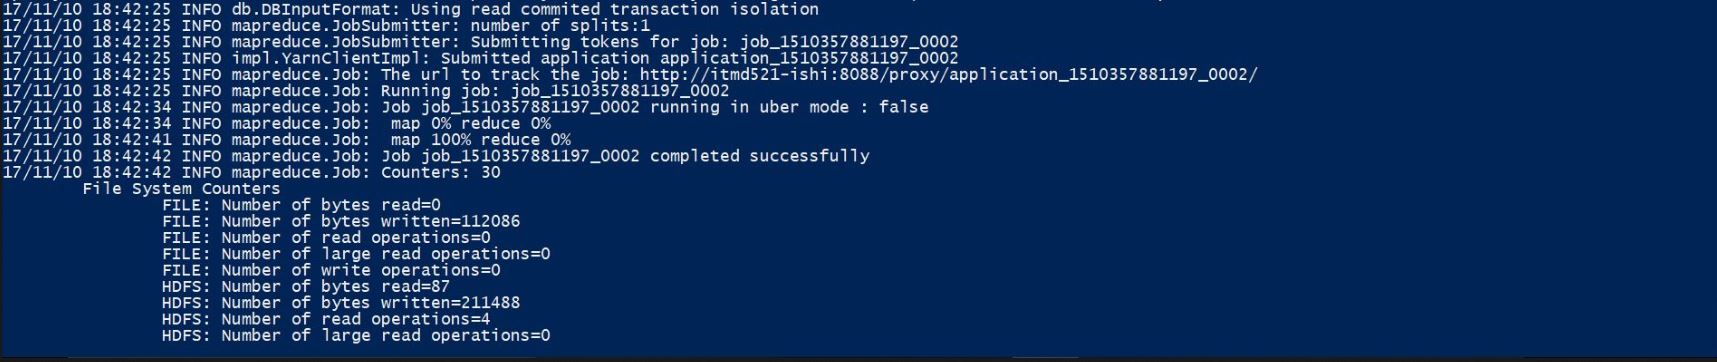 17/11/10 18:42:25 INFO db.DBInputFormat: Using read commited transaction isolation
17/11/10 18:42:25 INFO mapreduce.JobSubmitter: number of splits:1
17/11/10 18:42:25 INFO mapreduce.JobSubmitter: Submitting tokens for job: job_1510357881197_0002
17/11/10 18:42:25 INFO impl.YarnClientImpl: Submitted application application_1510357881197_0002
17/11/10 18:42:25 INFO mapreduce.Job: The url to track the job: http://itmd521-ishi:8088/proxy/application_1510357881197_0002/
17/11/10 18:42:25 INFO mapreduce.Job: Running job: job_1510357881197_0002
17/11/10 18:42:34 INFO mapreduce.Job: Job job_1510357881197_0002 running in uber mode : false
17/11/10 18:42:34 INFO mapreduce.Job:  map 0% reduce 0%
17/11/10 18:42:41 INFO mapreduce.Job:  map 100% reduce 0%
17/11/10 18:42:42 INFO mapreduce.Job: Job job_1510357881197_0002 completed successfully
17/11/10 18:42:42 INFO mapreduce.Job: Counters: 30
File System Counters
FILE: Number of bytes read=0
FILE: Number of bytes written=112086
FILE: Number of read operations=0
FILE: Number of large read operations=0
FILE: Number of write operations=0
HDFS: Number of bytes read=87
HDFS: Number of bytes written=211488
HDFS: Number of read operations=4
HDFS: Number of large read operations=0